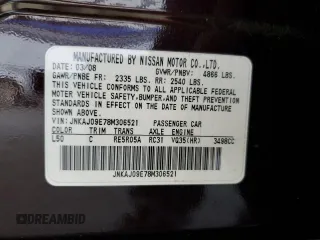 MANUFACTURED BY NISSAN MOTOR CO.,LTD.
DATE 03/08 GVWR/PNBV: 4866 LBS.
GAWR/PNBE FR: 2335 LBS. RR: 2540 LBS.
THIS VEHICLE CONFORMS TO ALL APPLICABLE
FEDERAL MOTOR VEHICLE SAFETY,BUMPER,AND THEFT
PREVENTION STANDARDS IN EFFECT ON THE DATE OF
MANUFACTURE SHOWN ABOVE.
VIN:JNKAJ09E78M306521 PASSENGER CAR
COLOR TRIM TRANS AXLE ENGINE
L50 C RE5R05A RC31 VQ35(HR) 3498CC
JNKAJ09E78M306521
DREAMBID